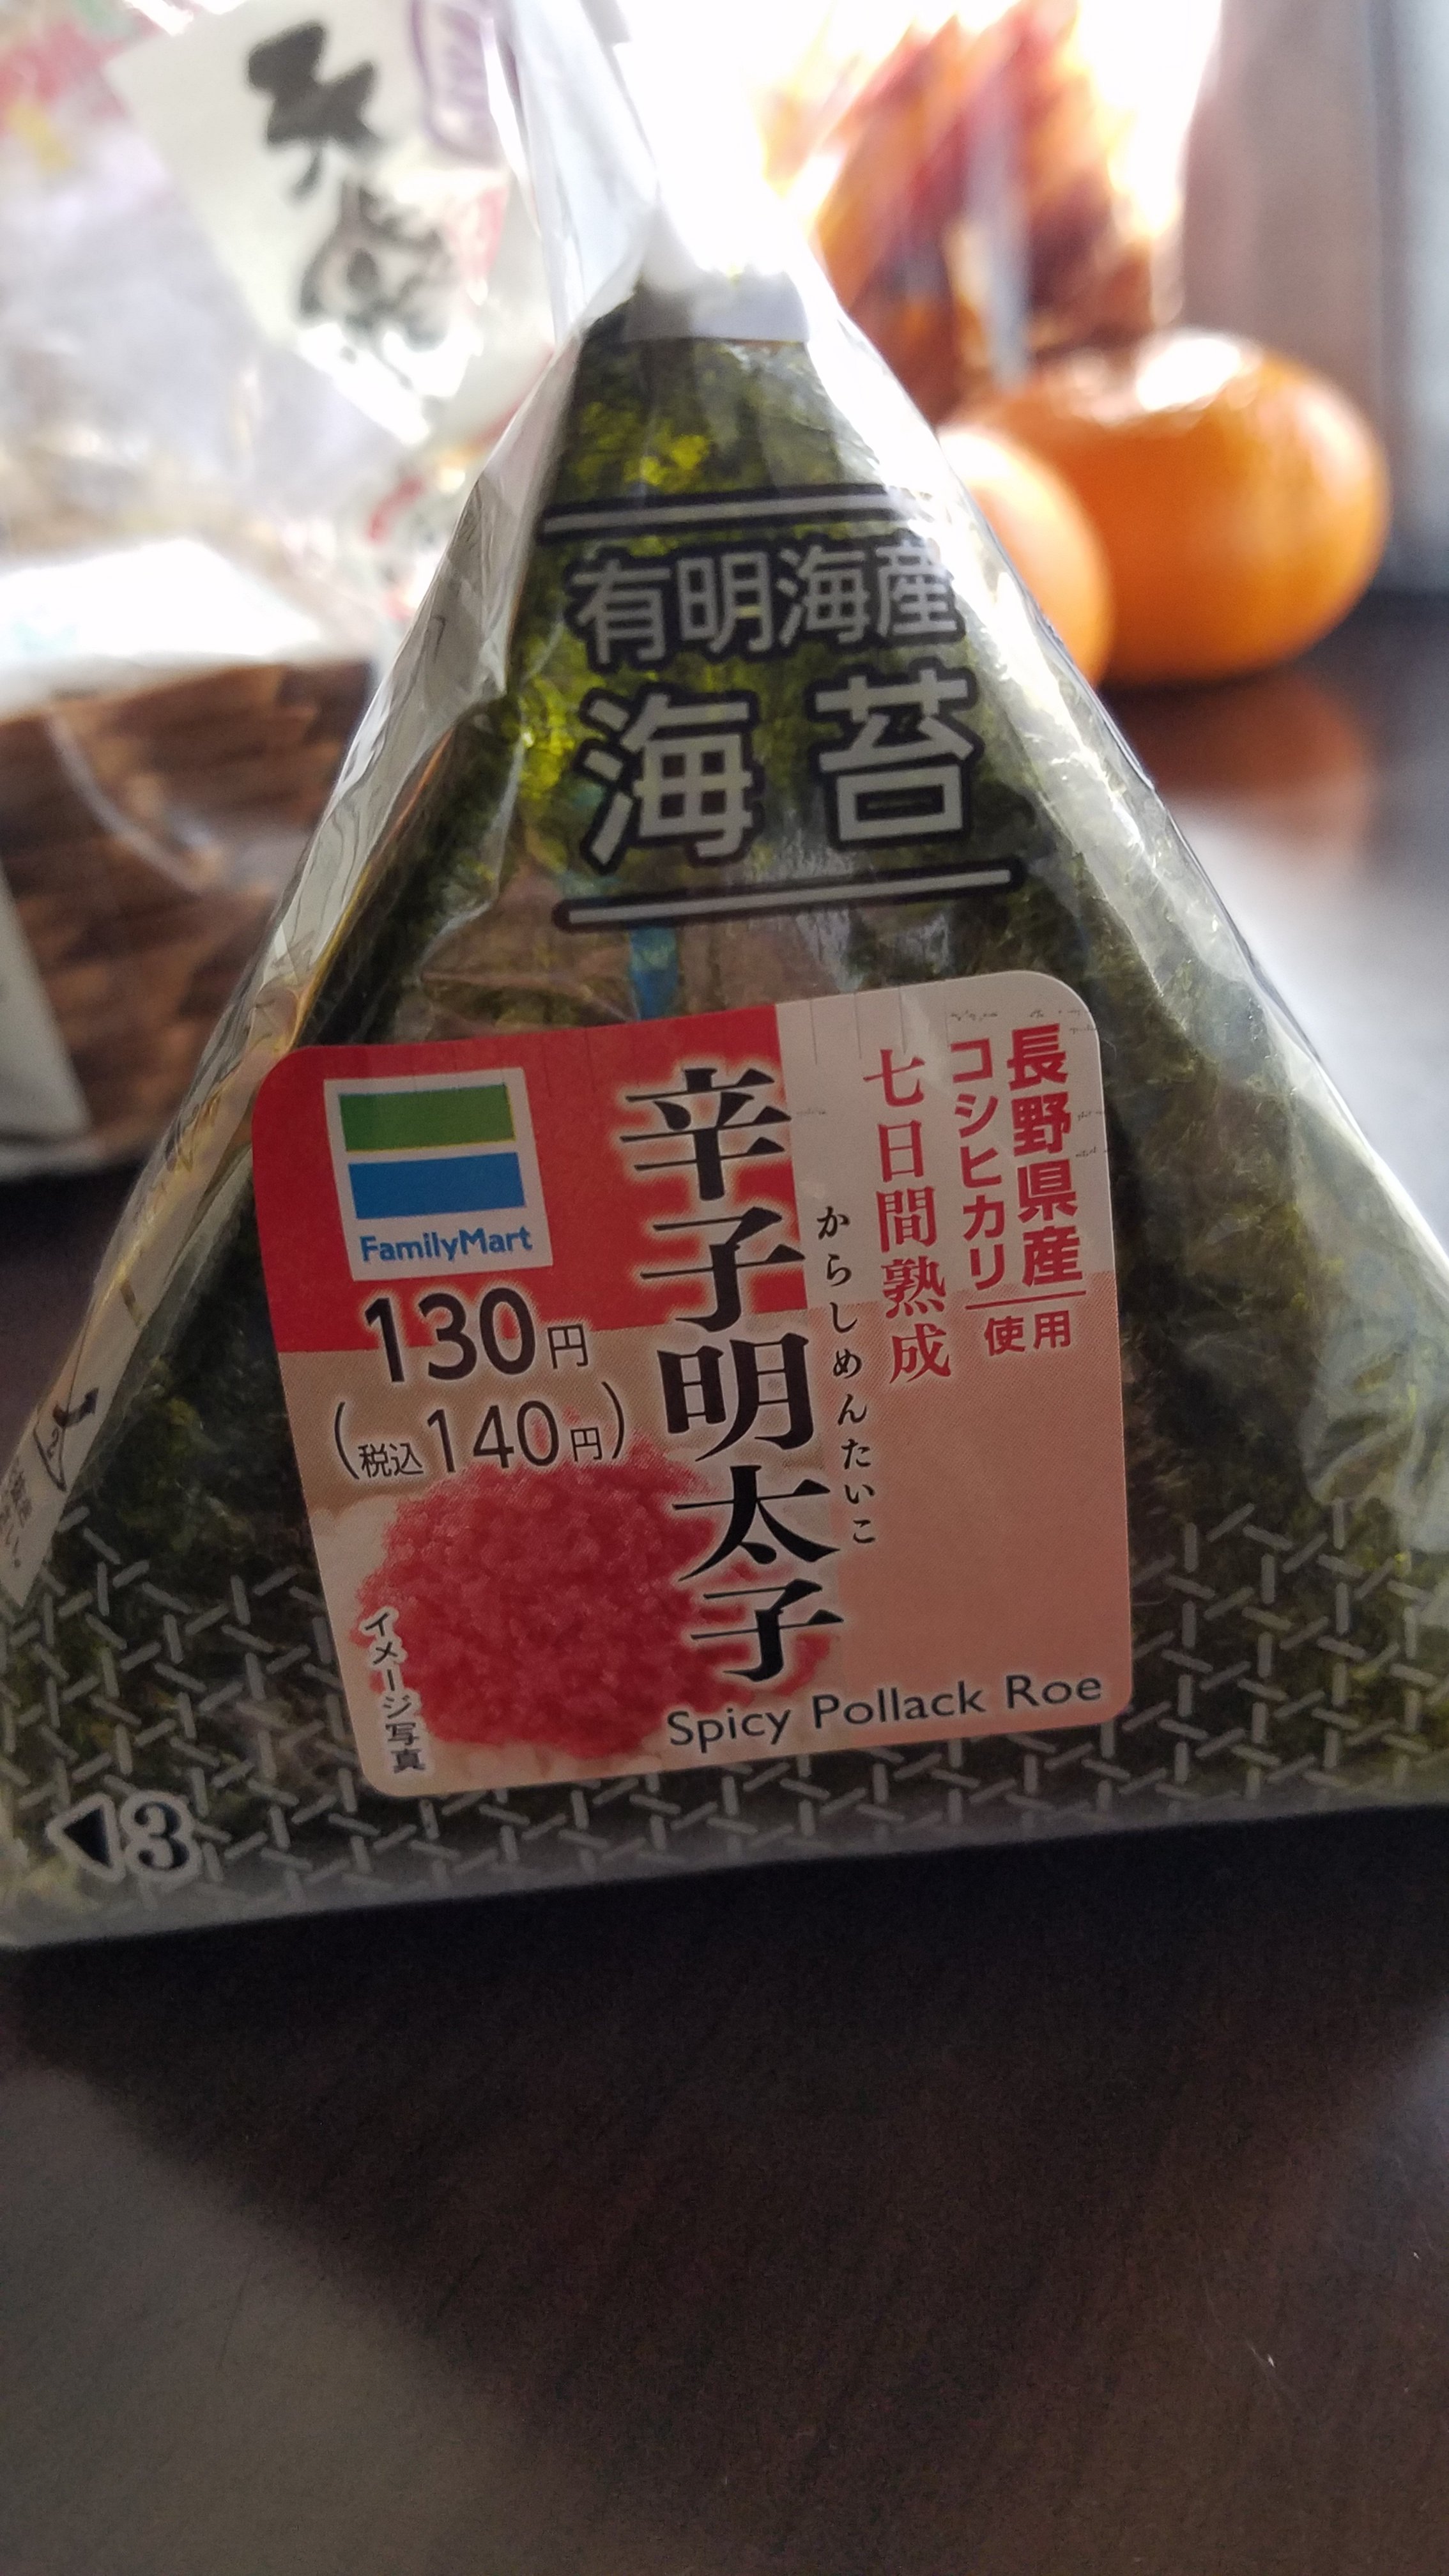 有明海産
海苔
長野県産
コシヒカリ使用
七日間熟成
からしめんたいこ
辛子明太子
FamilyMart
130円
(税込140円)
イメージ写真
Spicy Pollack Roe
◀3